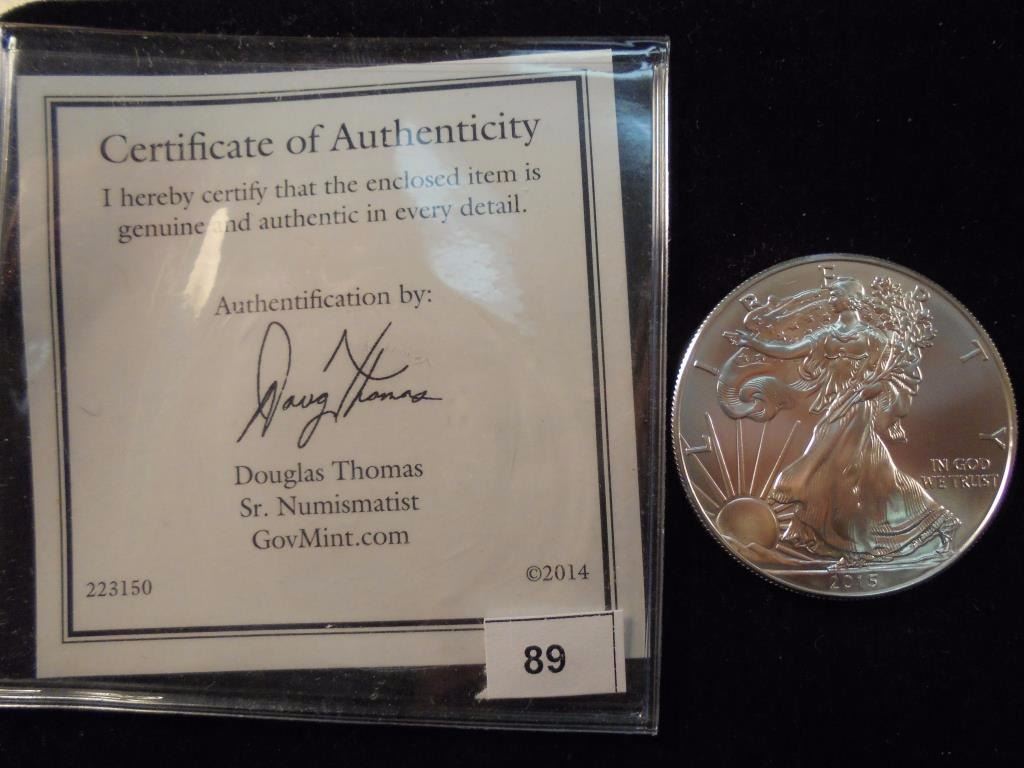 Certificate of Authenticity
I hereby certify that the enclosed item is
genuine and authentic in every detail.
Authentification by:
Doug Thomas
Douglas Thomas
Sr. Numismatist
GovMint.com
223150
©2014
89
LIBERTY
IN GOD
WE TRUST
2015